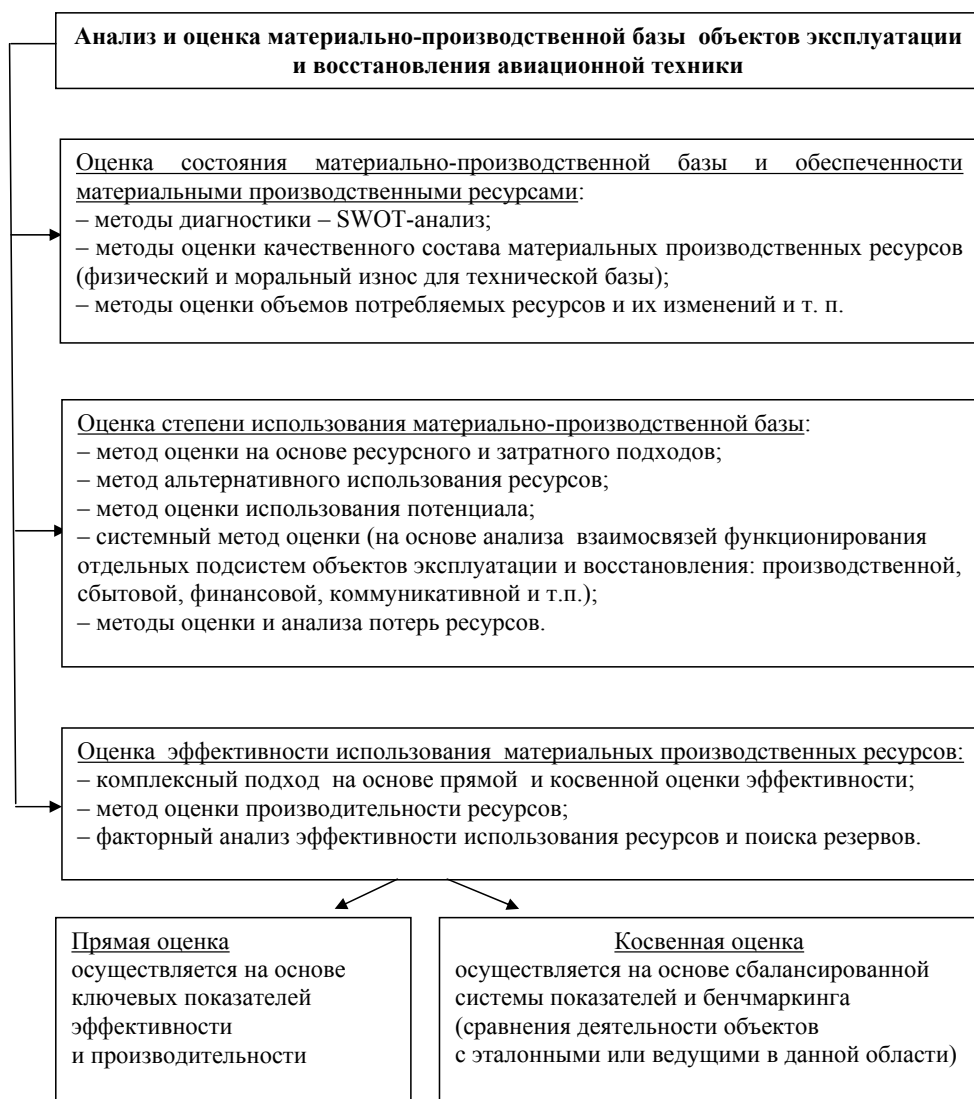 Анализ и оценка материально-производственной базы объектов эксплуатации
и восстановления авиационной техники
Оценка состояния материально-производственной базы и обеспеченности
материальными производственными ресурсами:
– методы диагностики – SWOT-анализ;
– методы оценки качественного состава материальных производственных ресурсов
(физический и моральный износ для технической базы);
– методы оценки объемов потребляемых ресурсов и их изменений и т. п.
Оценка степени использования материально-производственной базы:
– метод оценки на основе ресурсного и затратного подходов;
– метод альтернативного использования ресурсов;
– метод оценки использования потенциала;
– системный метод оценки (на основе анализа взаимосвязей функционирования
отдельных подсистем объектов эксплуатации и восстановления: производственной,
сбытовой, финансовой, коммуникативной и т.п.);
– методы оценки и анализа потерь ресурсов.
Оценка эффективности использования материальных производственных ресурсов:
– комплексный подход на основе прямой и косвенной оценки эффективности;
– метод оценки производительности ресурсов;
– факторный анализ эффективности использования ресурсов и поиска резервов.
Прямая оценка
осуществляется на основе
ключевых показателей
эффективности
и производительности
Косвенная оценка
осуществляется на основе сбалансированной
системы показателей и бенчмаркинга
(сравнения деятельности объектов
с эталонными или ведущими в данной области)